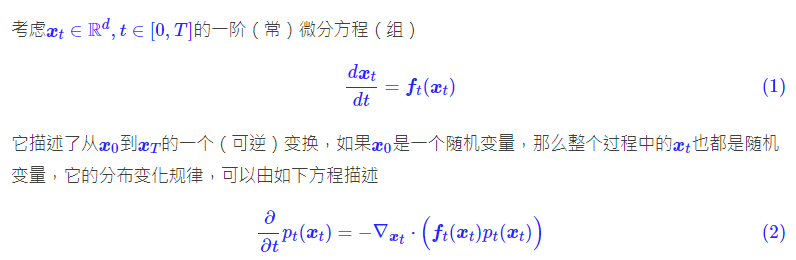 考虑$\boldsymbol{x}_t \in \mathbb{R}^d, t \in [0, T]$的一阶（常）微分方程（组）
$$\frac{d\boldsymbol{x}_t}{dt} = \boldsymbol{f}_t(\boldsymbol{x}_t) \tag{1}$$
它描述了从$\boldsymbol{x}_0$到$\boldsymbol{x}_T$的一个（可逆）变换，如果$\boldsymbol{x}_0$是一个随机变量，那么整个过程中的$\boldsymbol{x}_t$也都是随机
变量，它的分布变化规律，可以由如下方程描述
$$\frac{\partial}{\partial t} p_t(\boldsymbol{x}_t) = -\nabla_{\boldsymbol{x}_t} \cdot \Big(\boldsymbol{f}_t(\boldsymbol{x}_t) p_t(\boldsymbol{x}_t)\Big) \tag{2}$$